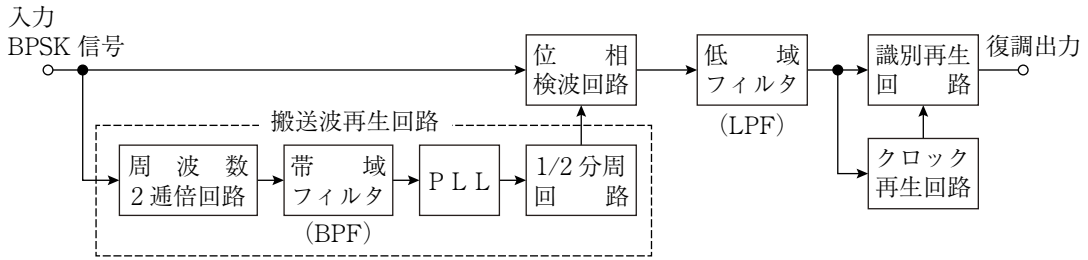 入力
BPSK 信号
位相
検波回路
低域
フィルタ
(LPF)
識別再生
回路
復調出力
搬送波再生回路
周波数
2逓倍回路
帯域
フィルタ
(BPF)
PLL
1/2分周
回路
クロック
再生回路